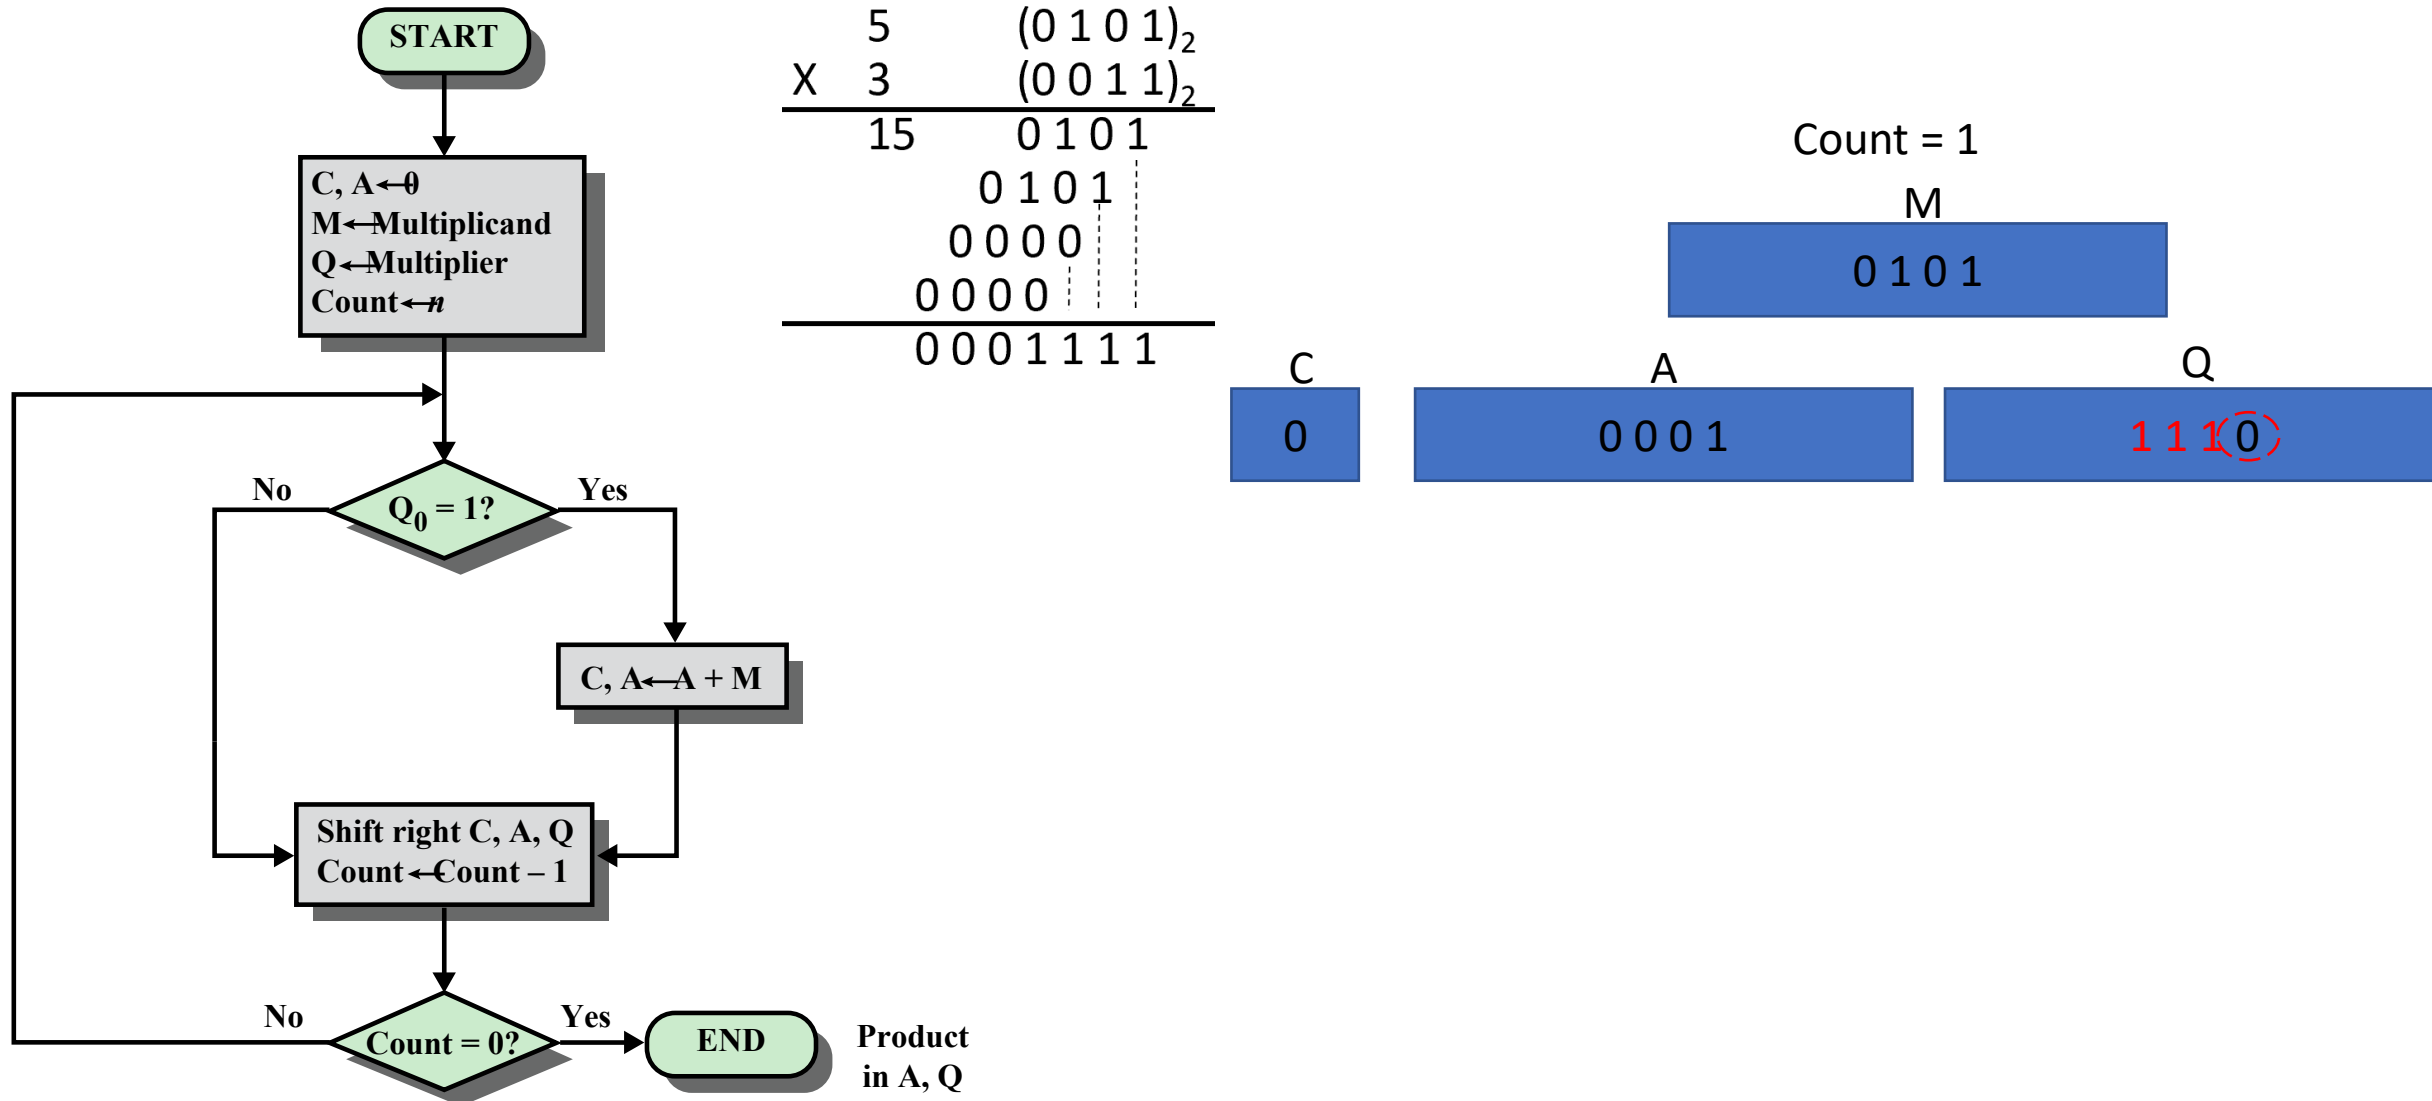 START
C, A←0
M←Multiplicand
Q←Multiplier
Count←n
No
Yes
Q0 = 1?
C, A←A + M
Shift right C, A, Q
Count←Count – 1
No
Yes
Count = 0?
END
Product
in A, Q
5 (0 1 0 1)2
X 3 (0 0 1 1)2
15 0 1 0 1
0 1 0 1
0 0 0 0
0 0 0 0
0 0 0 1 1 1 1
Count = 1
M
0 1 0 1
C A Q
0 0 0 0 1 1 1 1 0